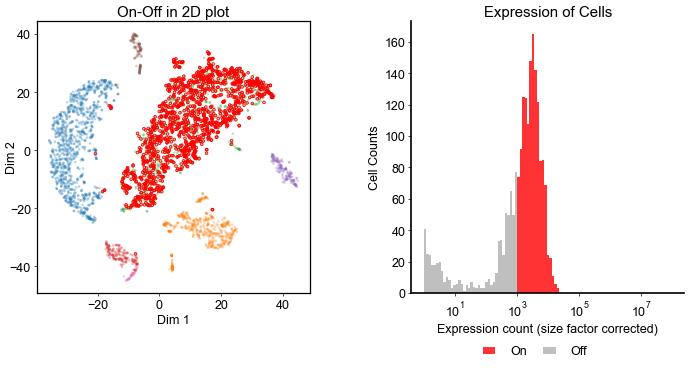 On-Off in 2D plot
40
20
0
−20
−40
Dim 2
−20 0 20 40
Dim 1
Expression of Cells
160
140
120
100
80
60
40
20
0
Cell Counts
10^1 10^3 10^5 10^7
Expression count (size factor corrected)
On Off